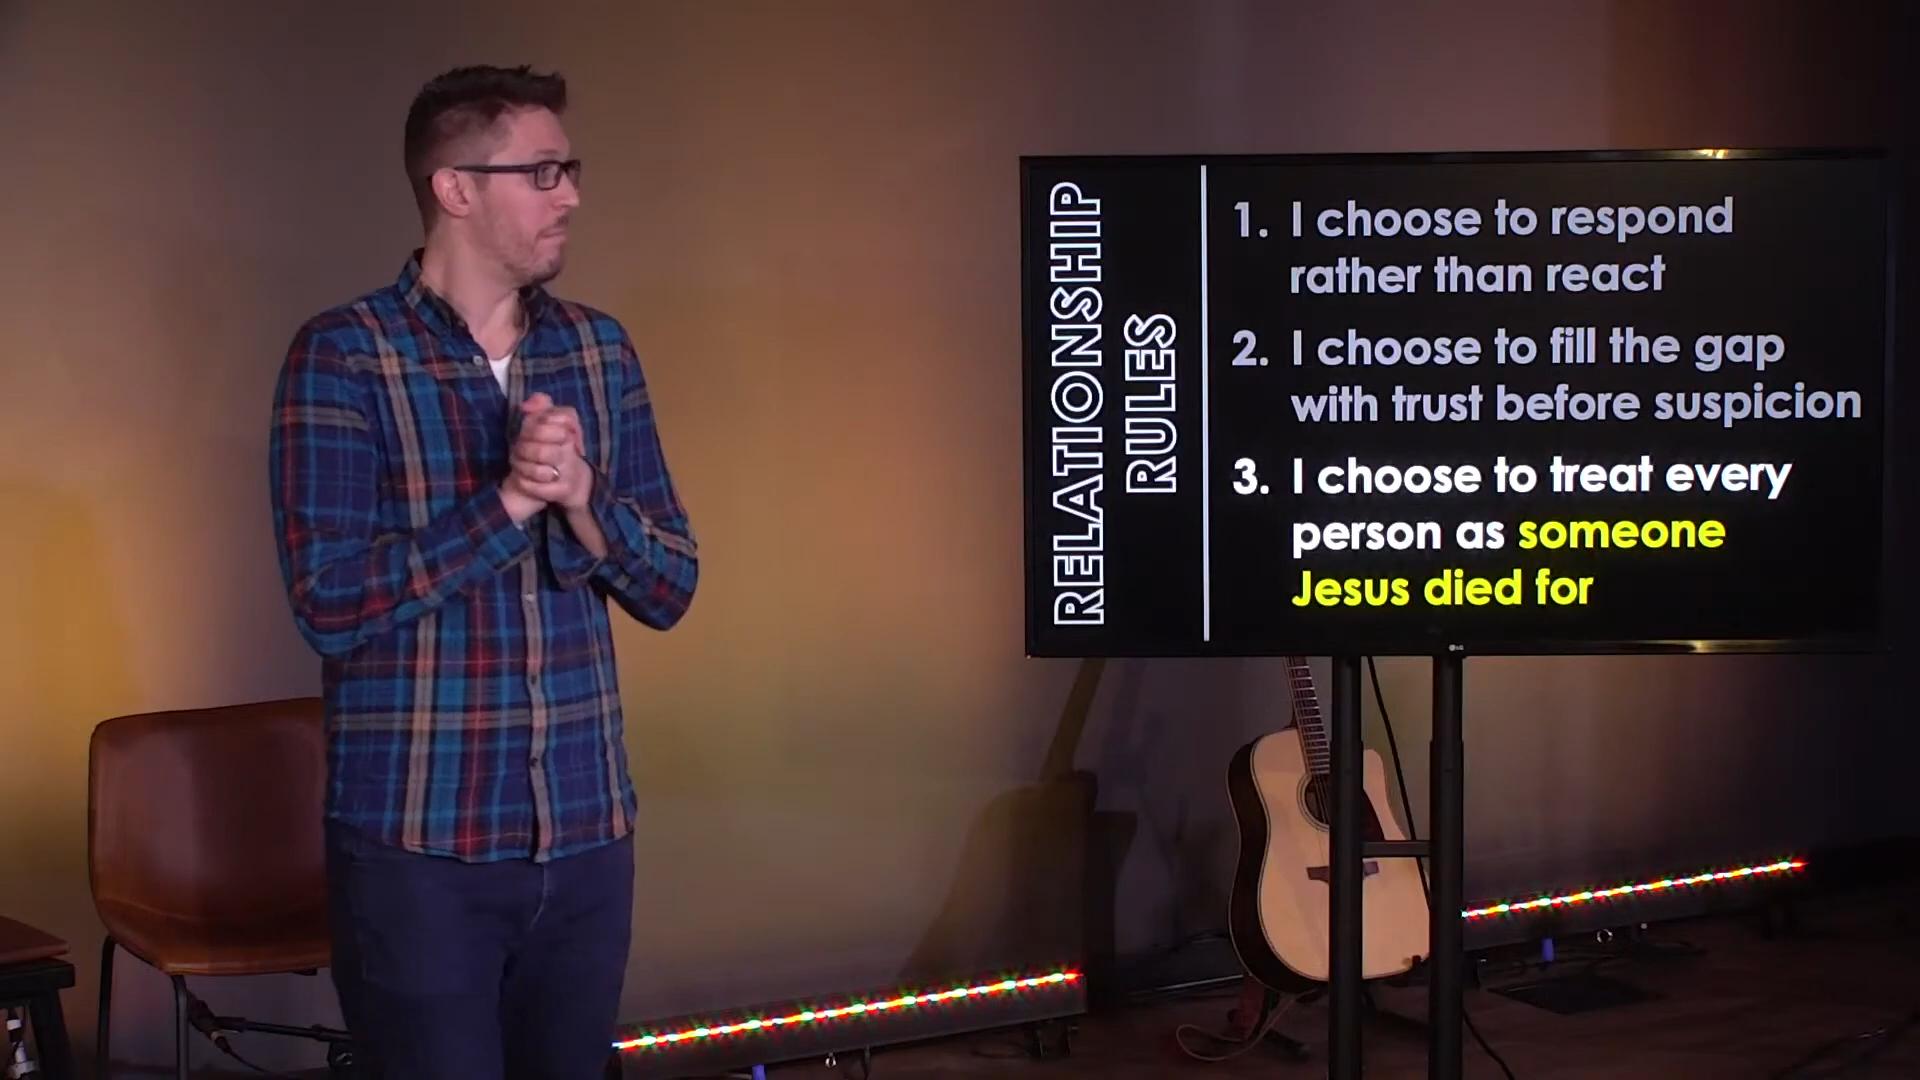 RELATIONSHIP
RULES
1. I choose to respond
rather than react
2. I choose to fill the gap
with trust before suspicion
3. I choose to treat every
person as someone
Jesus died for
LG